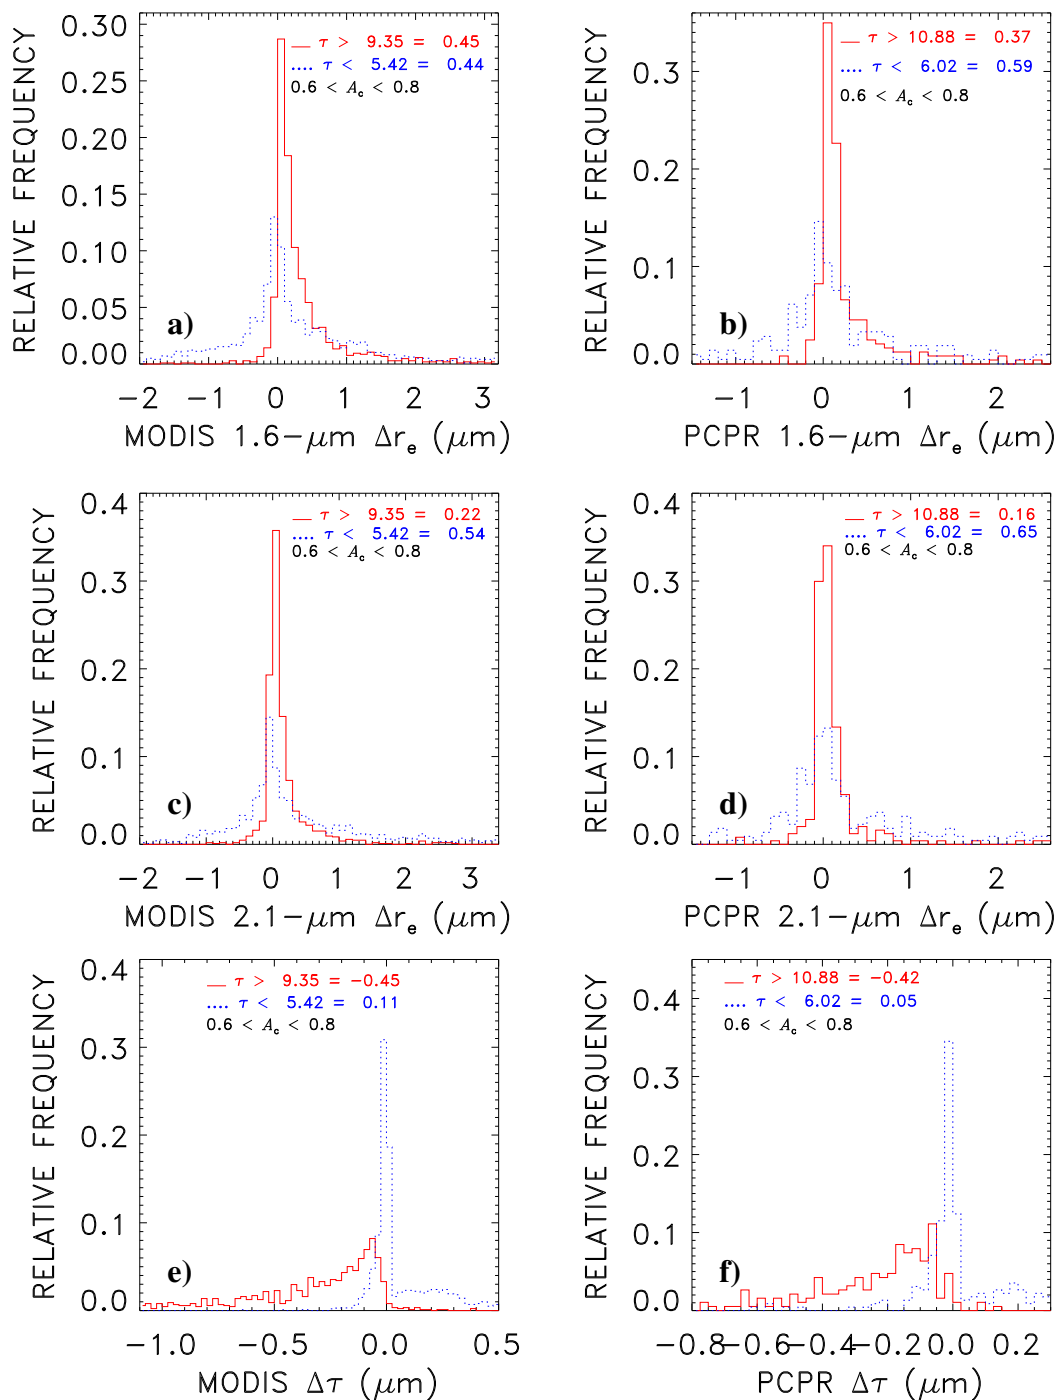 RELATIVE FREQUENCY
0.30
0.25
0.20
0.15
0.10
0.05
0.00
τ > 9.35 = 0.45
.... τ < 5.42 = 0.44
0.6 < Ac < 0.8
a)
−2 −1 0 1 2 3
MODIS 1.6−μm Δre (μm)
RELATIVE FREQUENCY
0.3
0.2
0.1
0.0
τ > 10.88 = 0.37
.... τ < 6.02 = 0.59
0.6 < Ac < 0.8
b)
−1 0 1 2
PCPR 1.6−μm Δre (μm)
RELATIVE FREQUENCY
0.4
0.3
0.2
0.1
0.0
τ > 9.35 = 0.22
.... τ < 5.42 = 0.54
0.6 < Ac < 0.8
c)
−2 −1 0 1 2 3
MODIS 2.1−μm Δre (μm)
RELATIVE FREQUENCY
0.4
0.3
0.2
0.1
0.0
τ > 10.88 = 0.16
.... τ < 6.02 = 0.65
0.6 < Ac < 0.8
d)
−1 0 1 2
PCPR 2.1−μm Δre (μm)
RELATIVE FREQUENCY
0.4
0.3
0.2
0.1
0.0
τ > 9.35 = −0.45
.... τ < 5.42 = 0.11
0.6 < Ac < 0.8
e)
−1.0 −0.5 0.0 0.5
MODIS Δτ (μm)
RELATIVE FREQUENCY
0.4
0.3
0.2
0.1
0.0
τ > 10.88 = −0.42
.... τ < 6.02 = 0.05
0.6 < Ac < 0.8
f)
−0.8 −0.6 −0.4 −0.2 0.0 0.2
PCPR Δτ (μm)